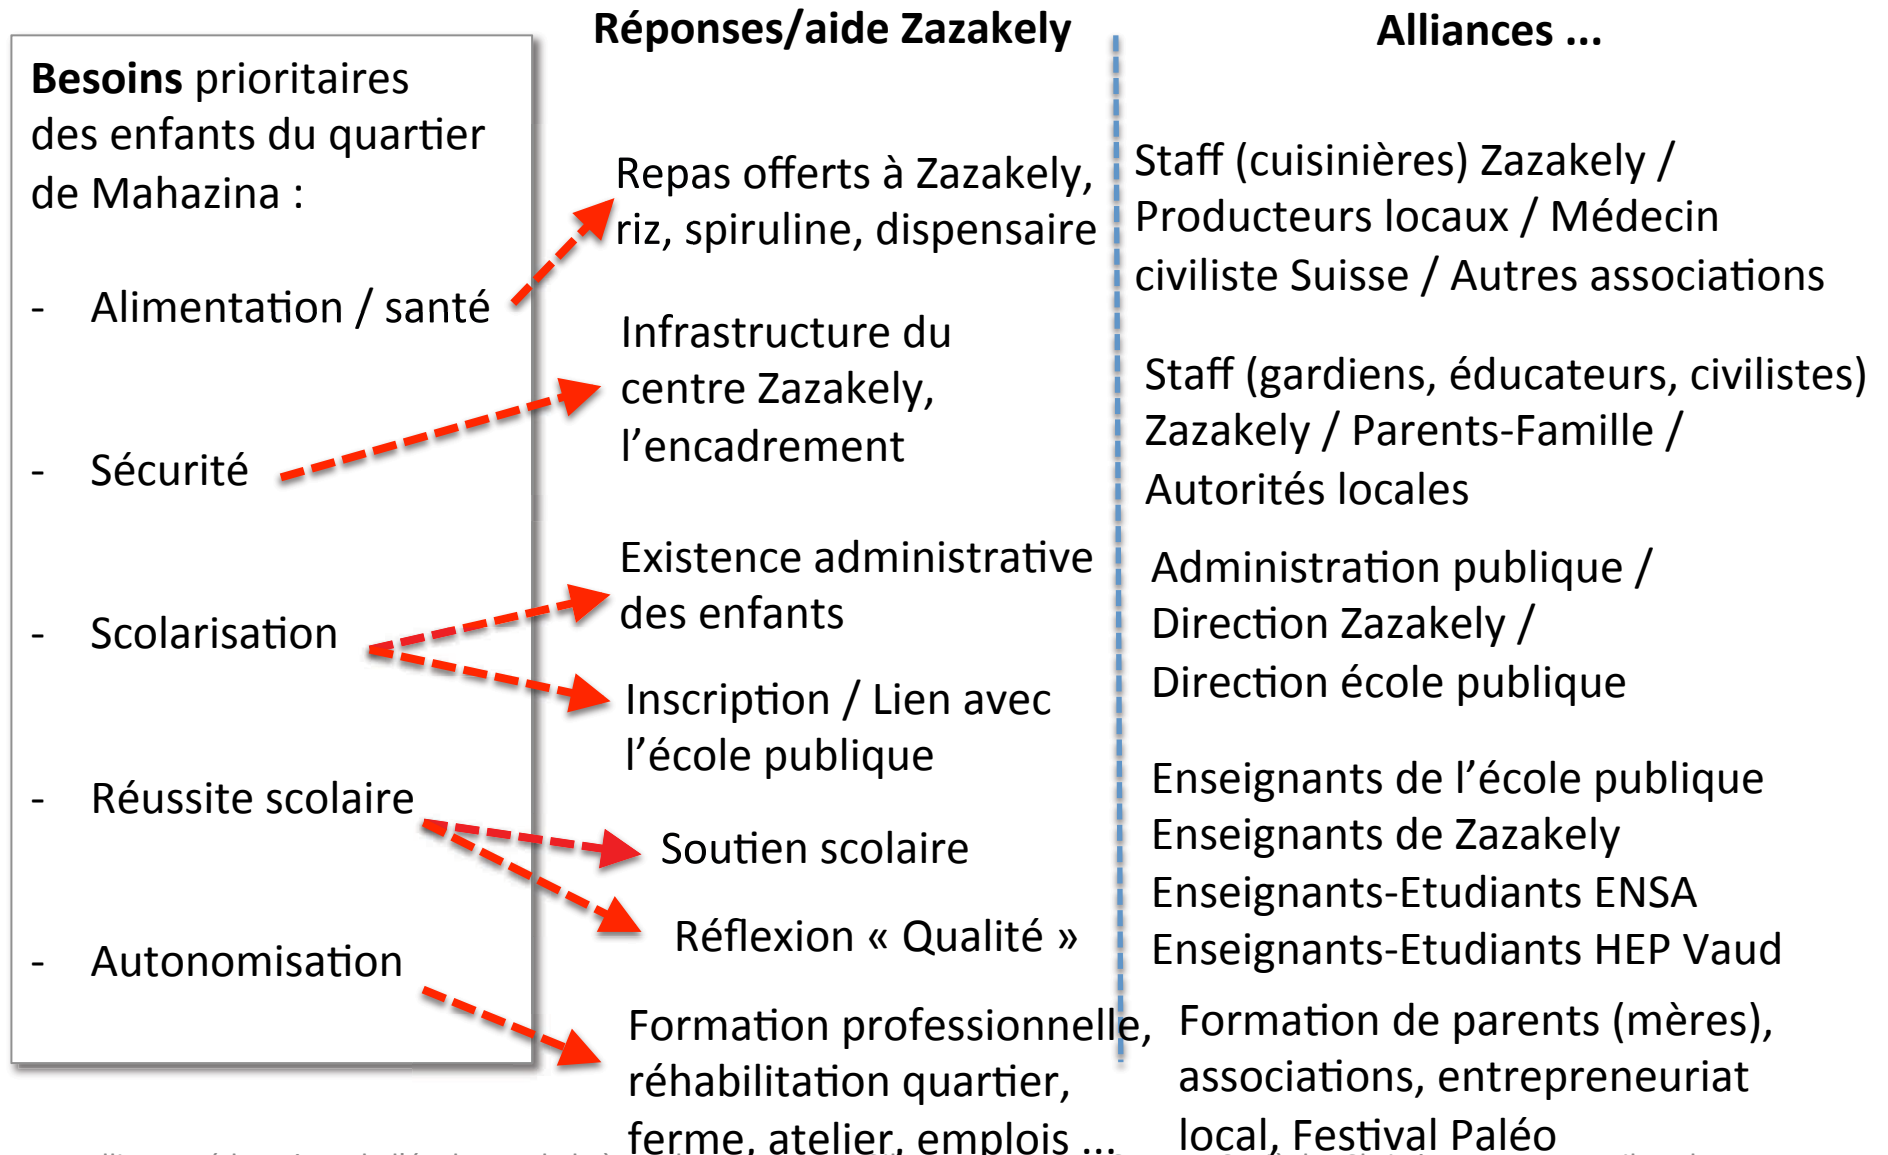 Réponses/aide Zazakely
Alliances ...
Besoins prioritaires
des enfants du quartier
de Mahazina :
- Alimentation / santé
- Sécurité
- Scolarisation
- Réussite scolaire
- Autonomisation
Repas offerts à Zazakely,
riz, spiruline, dispensaire
Infrastructure du
centre Zazakely,
l’encadrement
Existence administrative
des enfants
Inscription / Lien avec
l’école publique
Soutien scolaire
Réflexion « Qualité »
Formation professionnelle,
réhabilitation quartier,
ferme, atelier, emplois ...
Staff (cuisinières) Zazakely /
Producteurs locaux / Médecin
civiliste Suisse / Autres associations
Staff (gardiens, éducateurs, civilistes)
Zazakely / Parents-Famille /
Autorités locales
Administration publique /
Direction Zazakely /
Direction école publique
Enseignants de l’école publique
Enseignants de Zazakely
Enseignants-Etudiants ENSA
Enseignants-Etudiants HEP Vaud
Formation de parents (mères),
associations, entrepreneuriat
local, Festival Paléo